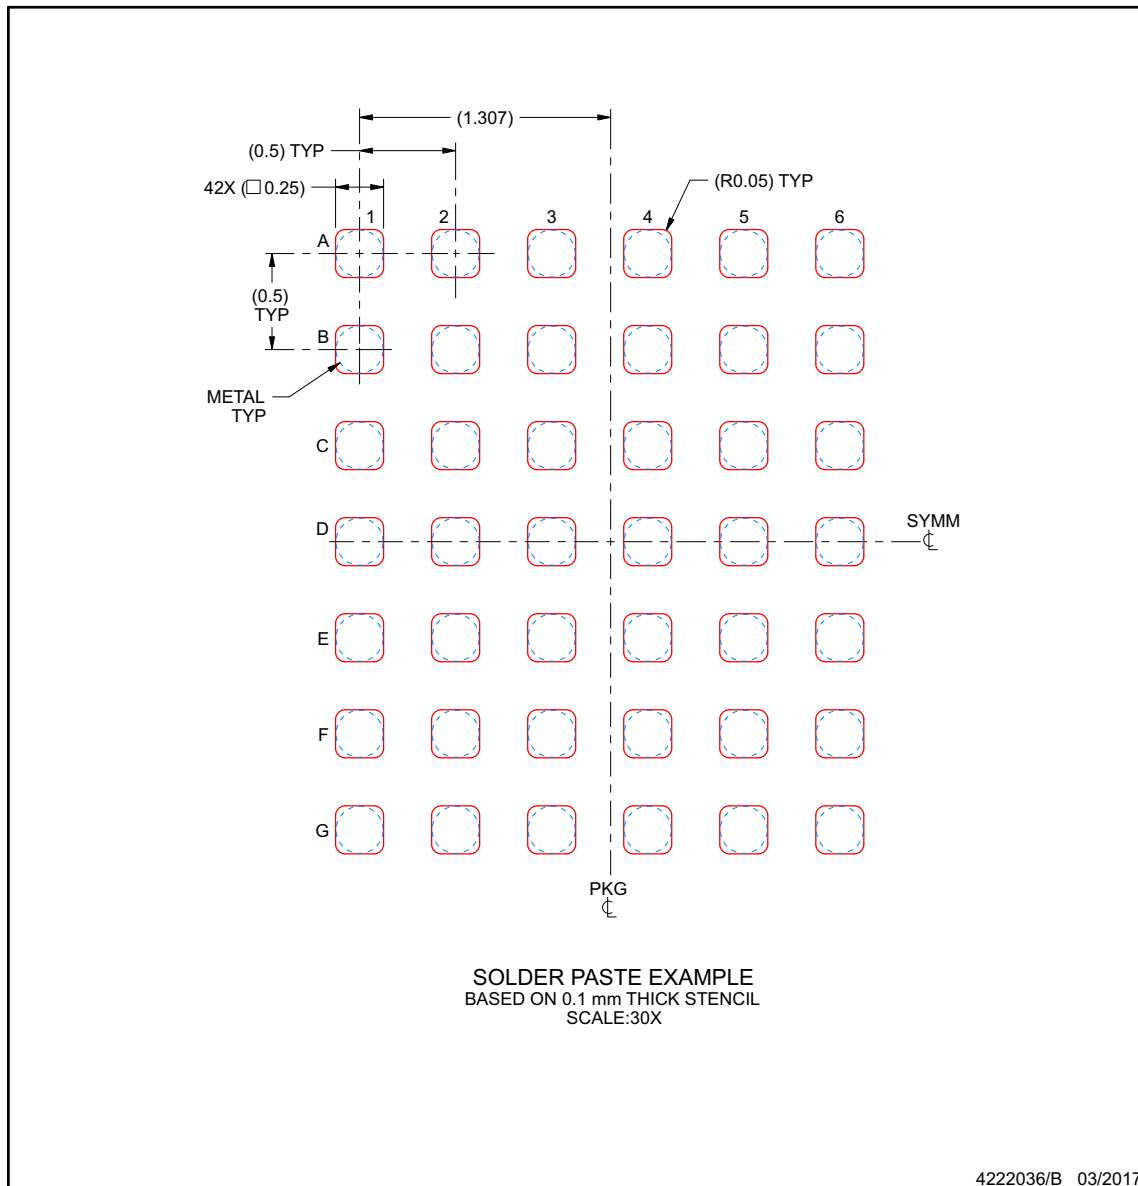 (1.307)
(0.5) TYP
42X (□ 0.25)
(R0.05) TYP
1 2 3 4 5 6
A
(0.5)
TYP
B
METAL
TYP
C
D
SYMM
℄
E
F
G
PKG
℄
SOLDER PASTE EXAMPLE
BASED ON 0.1 mm THICK STENCIL
SCALE:30X
4222036/B 03/2017